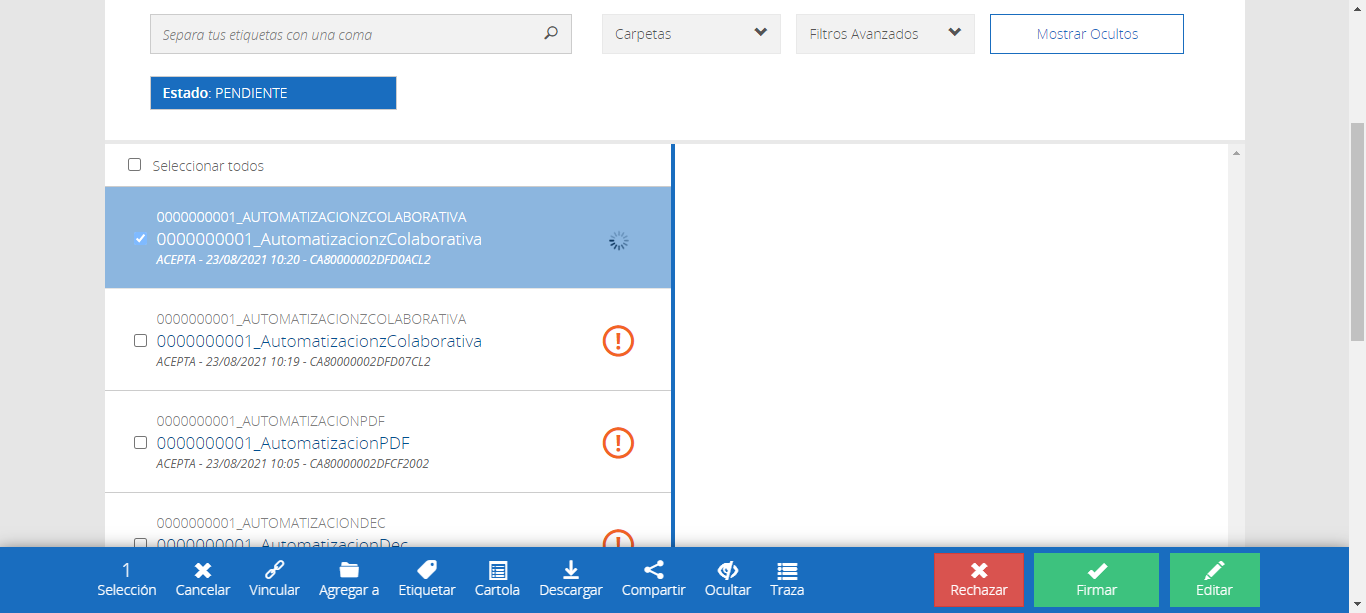 Separa tus etiquetas con una coma
Carpetas
Filtros Avanzados
Mostrar Ocultos
Estado: PENDIENTE
Seleccionar todos
0000000001_AUTOMATIZACIONZCOLABORATIVA
0000000001_AutomatizacionzColaborativa
ACEPTA - 23/08/2021 10:20 - CA80000002DFD0ACL2
0000000001_AUTOMATIZACIONZCOLABORATIVA
0000000001_AutomatizacionzColaborativa
ACEPTA - 23/08/2021 10:19 - CA80000002DFD07CL2
0000000001_AUTOMATIZACIONPDF
0000000001_AutomatizacionPDF
ACEPTA - 23/08/2021 10:05 - CA80000002DFCF2002
0000000001_AUTOMATIZACIONDEC
0000000001_AutomatizacionDec
1
Selección
Cancelar
Vincular
Agregar a
Etiquetar
Cartola
Descargar
Compartir
Ocultar
Traza
Rechazar
Firmar
Editar